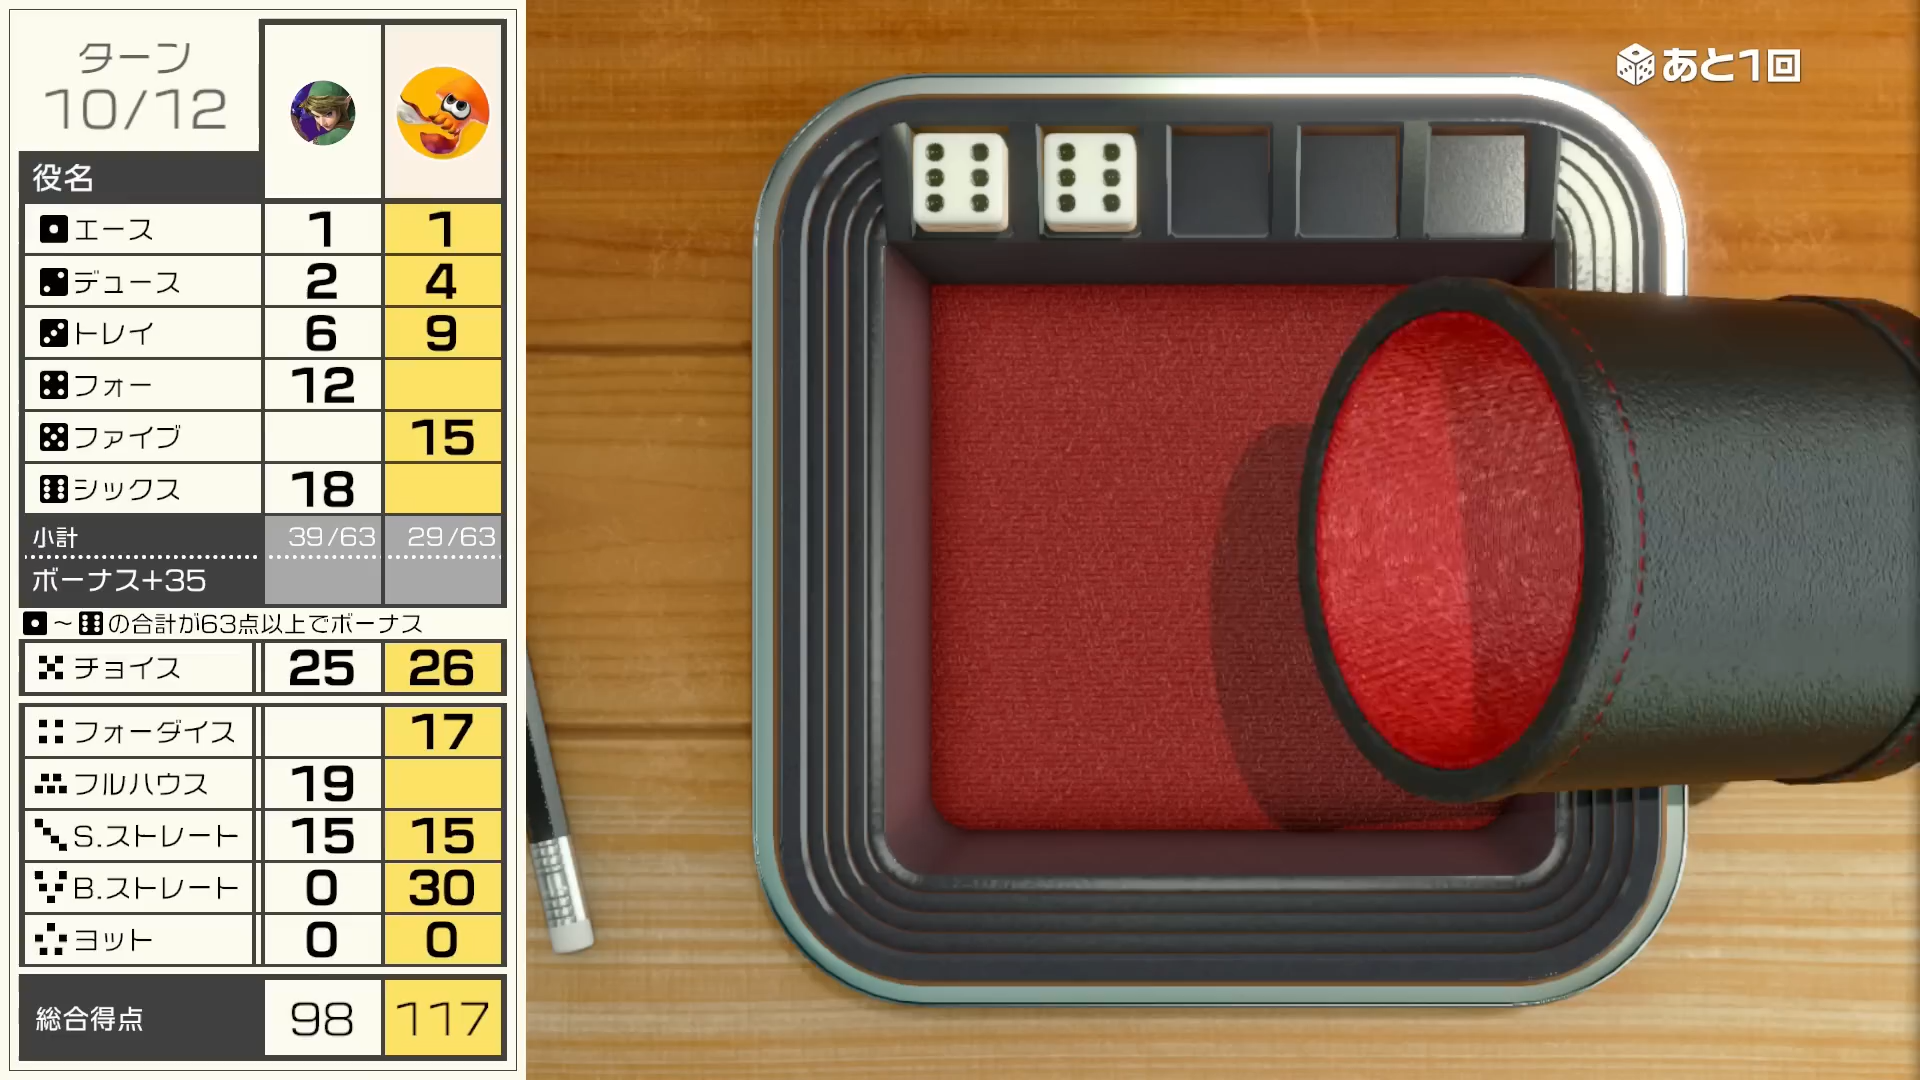 ターン
10/12
役名
エース 1 1
デュース 2 4
トレイ 6 9
フォー 12
ファイブ 15
シックス 18
小計 39/63 29/63
ボーナス+35
~の合計が63点以上でボーナス
チョイス 25 26
フォーダイス 17
フルハウス 19
S.ストレート 15 15
B.ストレート 0 30
ヨット 0 0
総合得点 98 117
あと1回